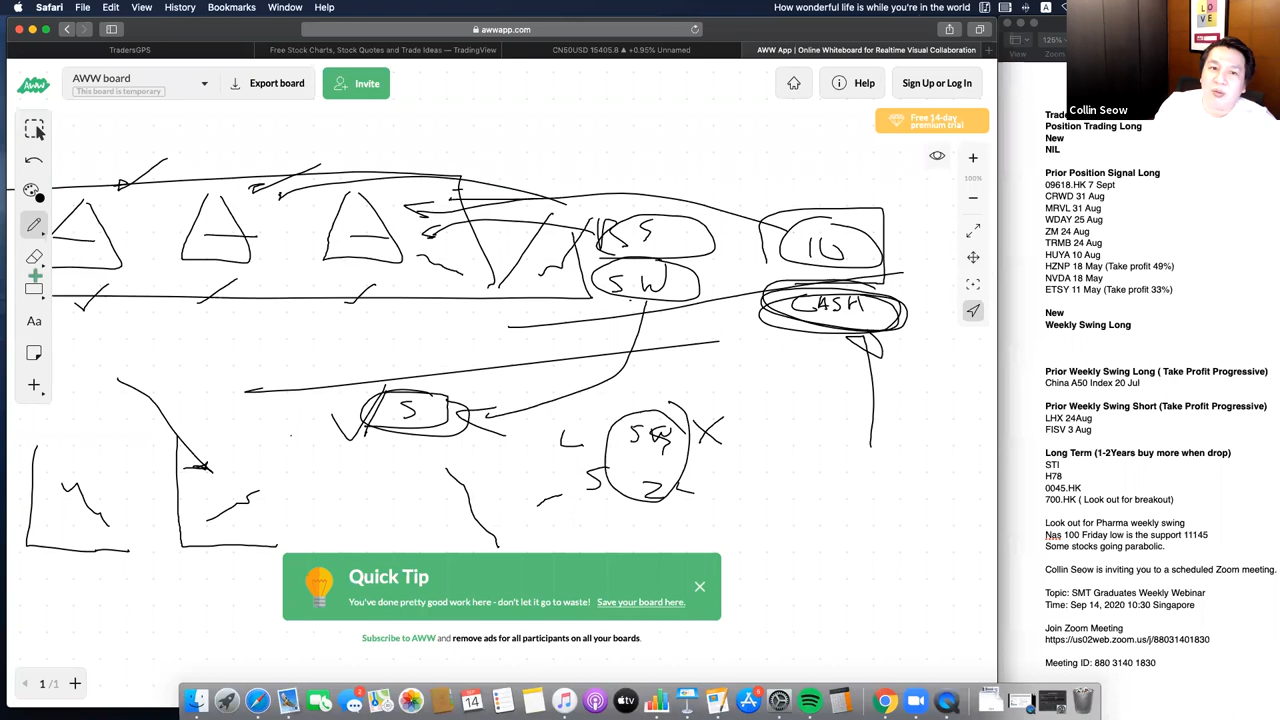 Safari File Edit View History Bookmarks Window Help
How wonderful life is while you're in the world
awwapp.com
TradersGPS
Free Stock Charts, Stock Quotes and Trade Ideas — TradingView
CN50USD 15405.8 ▲ +0.95% Unnamed
AWW App | Online Whiteboard for Realtime Visual Collaboration
AWW board
This board is temporary
Export board
Invite
Help
Sign Up or Log In
Free 14-day
premium trial
100%
Aa
S
SW
CASH
S
L
S
X
Quick Tip
You've done pretty good work here - don't let it go to waste! Save your board here.
Subscribe to AWW and remove ads for all participants on all your boards.
1/1
View
125%
Zoom
LOVE
Collin Seow
Position Trading Long
New
NIL
Prior Position Signal Long
09618.HK 7 Sept
CRWD 31 Aug
MRVL 31 Aug
WDAY 25 Aug
ZM 24 Aug
TRMB 24 Aug
HUYA 10 Aug
HZNP 18 May (Take profit 49%)
NVDA 18 May
ETSY 11 May (Take profit 33%)
New
Weekly Swing Long
Prior Weekly Swing Long ( Take Profit Progressive)
China A50 Index 20 Jul
Prior Weekly Swing Short (Take Profit Progressive)
LHX 24Aug
FISV 3 Aug
Long Term (1-2Years buy more when drop)
STI
H78
0045.HK
700.HK ( Look out for breakout)
Look out for Pharma weekly swing
Nas 100 Friday low is the support 11145
Some stocks going parabolic.
Collin Seow is inviting you to a scheduled Zoom meeting.
Topic: SMT Graduates Weekly Webinar
Time: Sep 14, 2020 10:30 Singapore
Join Zoom Meeting
https://us02web.zoom.us/j/88031401830
Meeting ID: 880 3140 1830